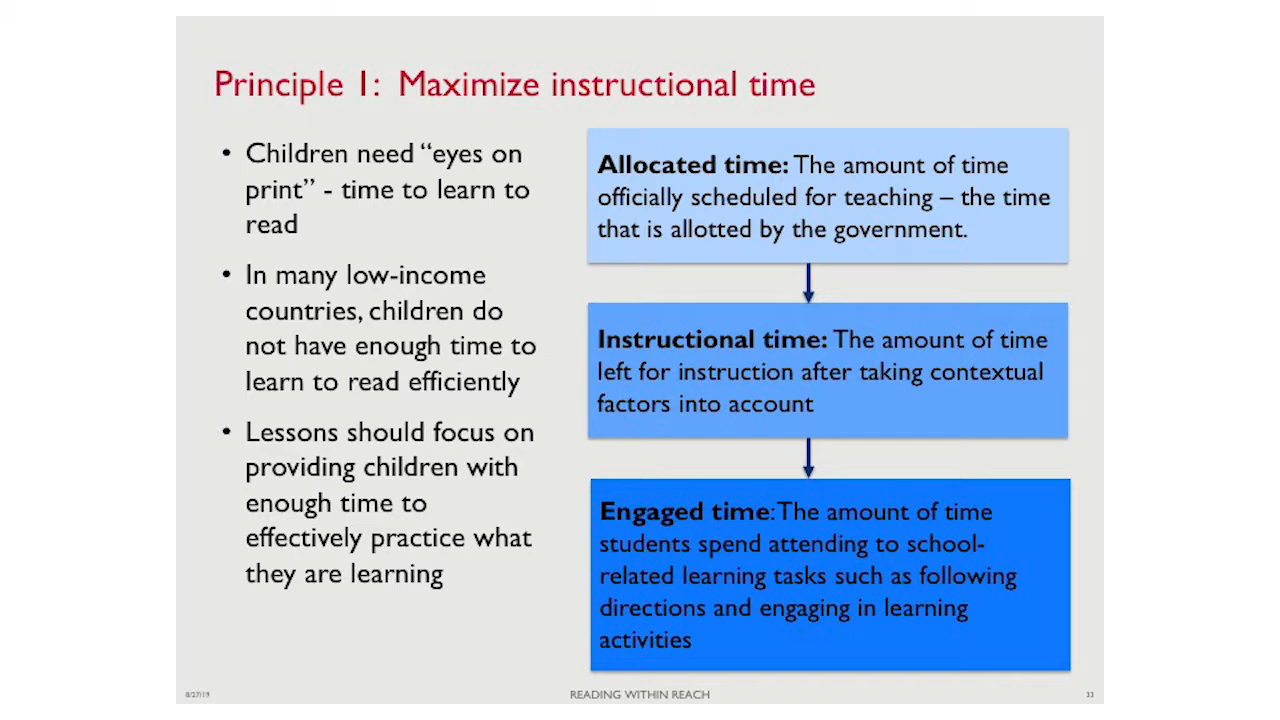 Principle 1: Maximize instructional time
• Children need “eyes on
print” - time to learn to
read
• In many low-income
countries, children do
not have enough time to
learn to read efficiently
• Lessons should focus on
providing children with
enough time to
effectively practice what
they are learning
Allocated time: The amount of time
officially scheduled for teaching – the time
that is allotted by the government.
Instructional time: The amount of time
left for instruction after taking contextual
factors into account
Engaged time: The amount of time
students spend attending to school-
related learning tasks such as following
directions and engaging in learning
activities
8/27/19
READING WITHIN REACH
33